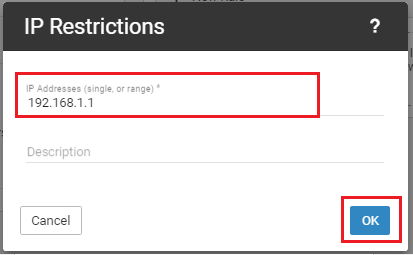 IP Restrictions ?
IP Addresses (single, or range) *
192.168.1.1
Description
Cancel OK